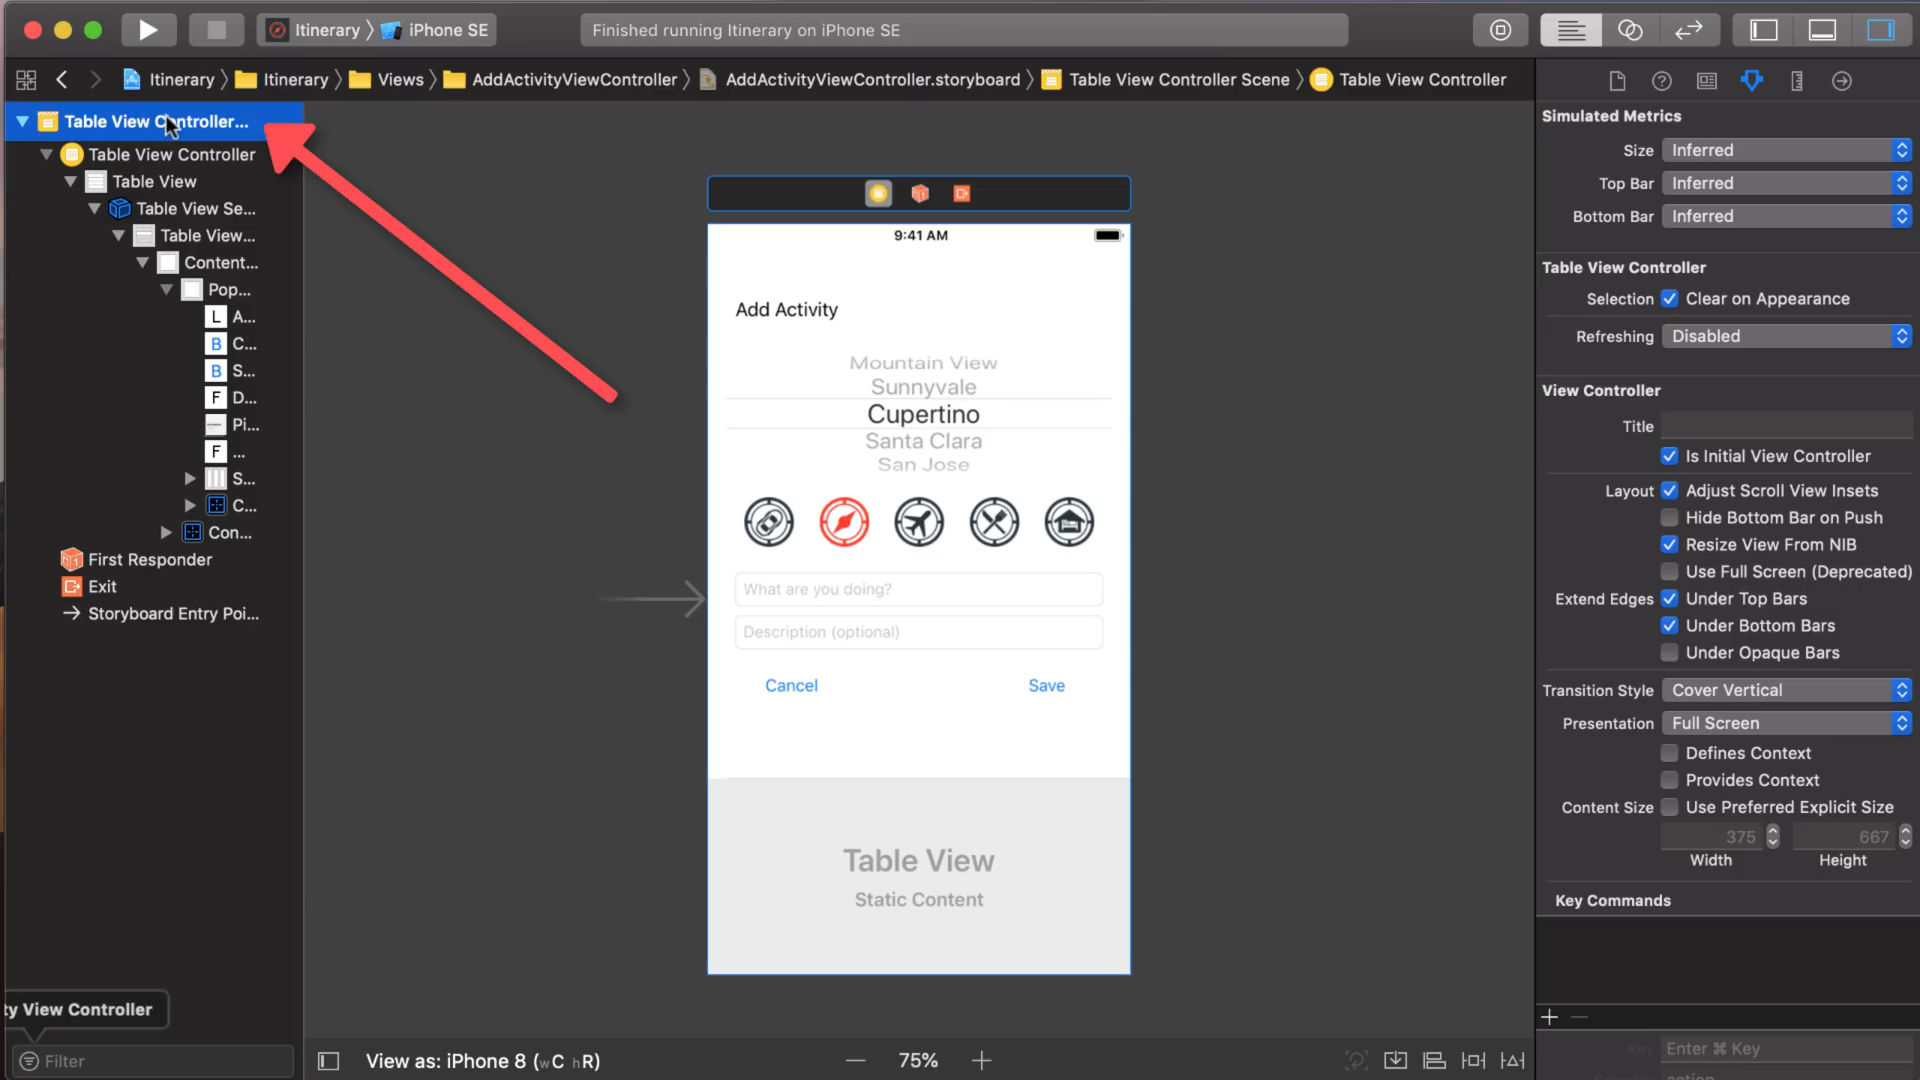 Itinerary 〉 iPhone SE
Finished running Itinerary on iPhone SE
Itinerary 〉 Itinerary 〉 Views 〉 AddActivityViewController 〉 AddActivityViewController.storyboard 〉 Table View Controller Scene 〉 Table View Controller
Table View Controller...
Table View Controller
Table View
Table View Se...
Table View...
Content...
Pop...
L A...
B C...
B S...
F D...
Pi...
F ...
S...
C...
Con...
First Responder
Exit
Storyboard Entry Poi...
ty View Controller
Filter
9:41 AM
Add Activity
Mountain View
Sunnyvale
Cupertino
Santa Clara
San Jose
What are you doing?
Description (optional)
Cancel Save
Table View
Static Content
View as: iPhone 8 (wC hR)
75%
Simulated Metrics
Size Inferred
Top Bar Inferred
Bottom Bar Inferred
Table View Controller
Selection Clear on Appearance
Refreshing Disabled
View Controller
Title
Is Initial View Controller
Layout Adjust Scroll View Insets
Hide Bottom Bar on Push
Resize View From NIB
Use Full Screen (Deprecated)
Extend Edges Under Top Bars
Under Bottom Bars
Under Opaque Bars
Transition Style Cover Vertical
Presentation Full Screen
Defines Context
Provides Context
Content Size Use Preferred Explicit Size
375 667
Width Height
Key Commands
Key Enter ⌘ Key